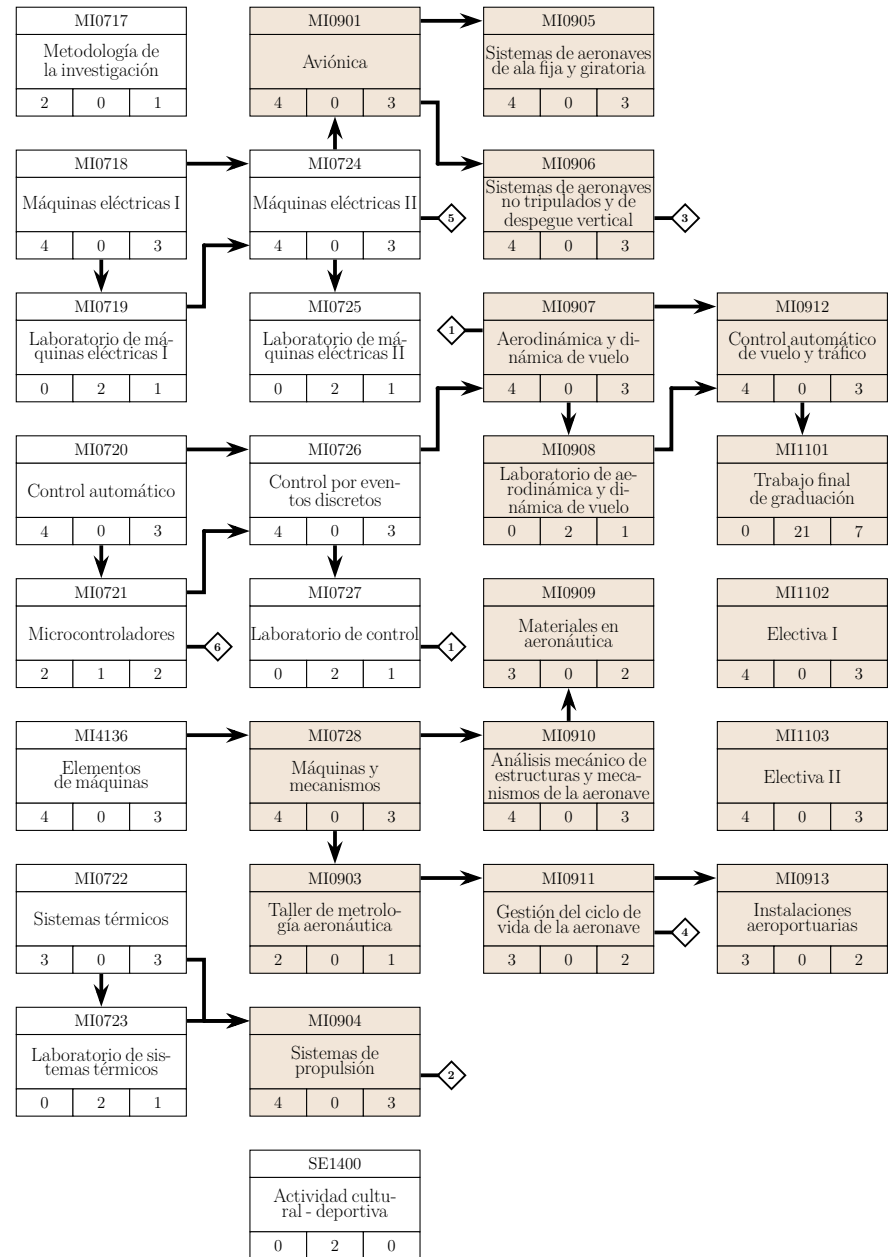 MI0717
Metodología de
la investigación
2 0 1
MI0718
Máquinas eléctricas I
4 0 3
MI0719
Laboratorio de má-
quinas eléctricas I
0 2 1
MI0720
Control automático
4 0 3
MI0721
Microcontroladores
6
2 1 2
MI4136
Elementos
de máquinas
4 0 3
MI0722
Sistemas térmicos
3 0 3
MI0723
Laboratorio de sis-
temas térmicos
0 2 1
MI0901
Aviónica
4 0 3
MI0724
Máquinas eléctricas II
5
4 0 3
MI0725
Laboratorio de má-
quinas eléctricas II
0 2 1
MI0726
Control por even-
tos discretos
4 0 3
MI0727
Laboratorio de control
1
0 2 1
MI0728
Máquinas y
mecanismos
4 0 3
MI0903
Taller de metrolo-
gía aeronáutica
2 0 1
MI0904
Sistemas de
propulsión
2
4 0 3
SE1400
Actividad cultu-
ral - deportiva
0 2 0
MI0905
Sistemas de aeronaves
de ala fija y giratoria
4 0 3
MI0906
Sistemas de aeronaves
no tripulados y de
despegue vertical
3
4 0 3
MI0907
1
Aerodinámica y di-
námica de vuelo
4 0 3
MI0908
Laboratorio de ae-
rodinámica y di-
námica de vuelo
0 2 1
MI0909
Materiales en
aeronáutica
3 0 2
MI0910
Análisis mecánico de
estructuras y meca-
nismos de la aeronave
4 0 3
MI0911
Gestión del ciclo de
vida de la aeronave
4
3 0 2
MI0912
Control automático
de vuelo y tráfico
4 0 3
MI1101
Trabajo final
de graduación
0 21 7
MI1102
Electiva I
4 0 3
MI1103
Electiva II
4 0 3
MI0913
Instalaciones
aeroportuarias
3 0 2